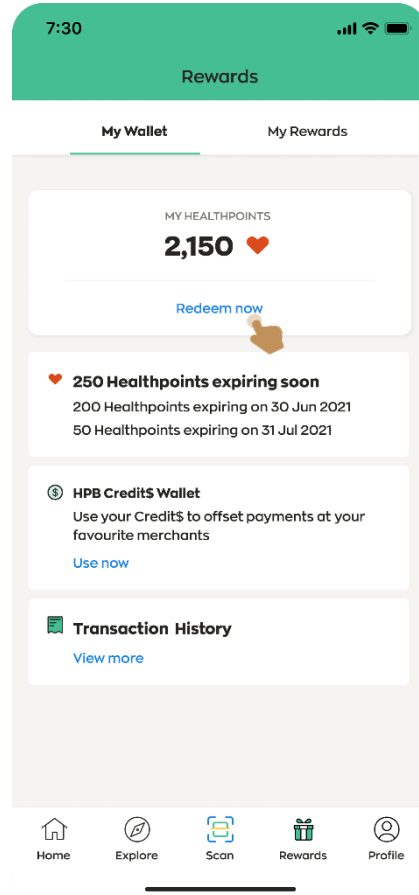 7:30
Rewards
My Wallet
My Rewards
MY HEALTHPOINTS
2,150
Redeem now
250 Healthpoints expiring soon
200 Healthpoints expiring on 30 Jun 2021
50 Healthpoints expiring on 31 Jul 2021
$ HPB Credit$ Wallet
Use your Credit$ to offset payments at your
favourite merchants
Use now
Transaction History
View more
Home
Explore
Scan
Rewards
Profile